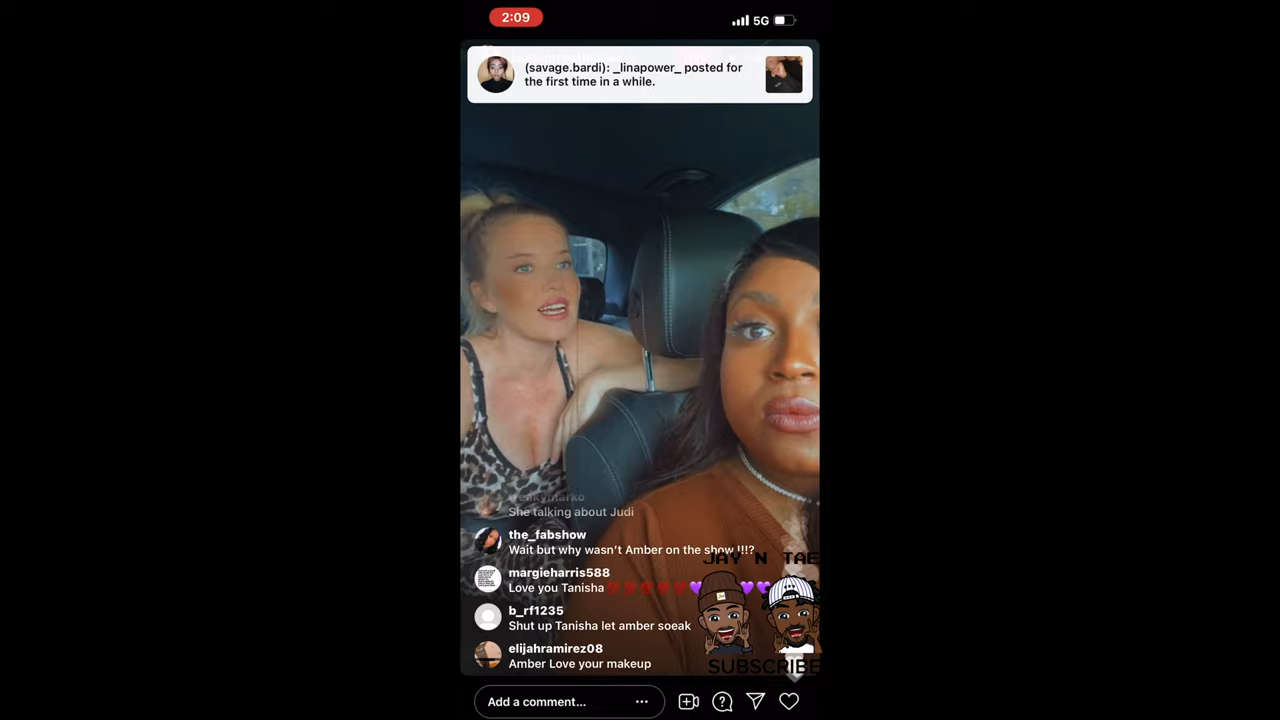 2:09
5G
(savage.bardi): _linapower_ posted for
the first time in a while.
She talking about Judi
the_fabshow
Wait but why wasn't Amber on the show !!!?
margieharris588
Love you Tanisha
b_rf1235
Shut up Tanisha let amber soeak
elijahramirez08
Amber Love your makeup
JAY N TAE
SUBSCRIBE
Add a comment...